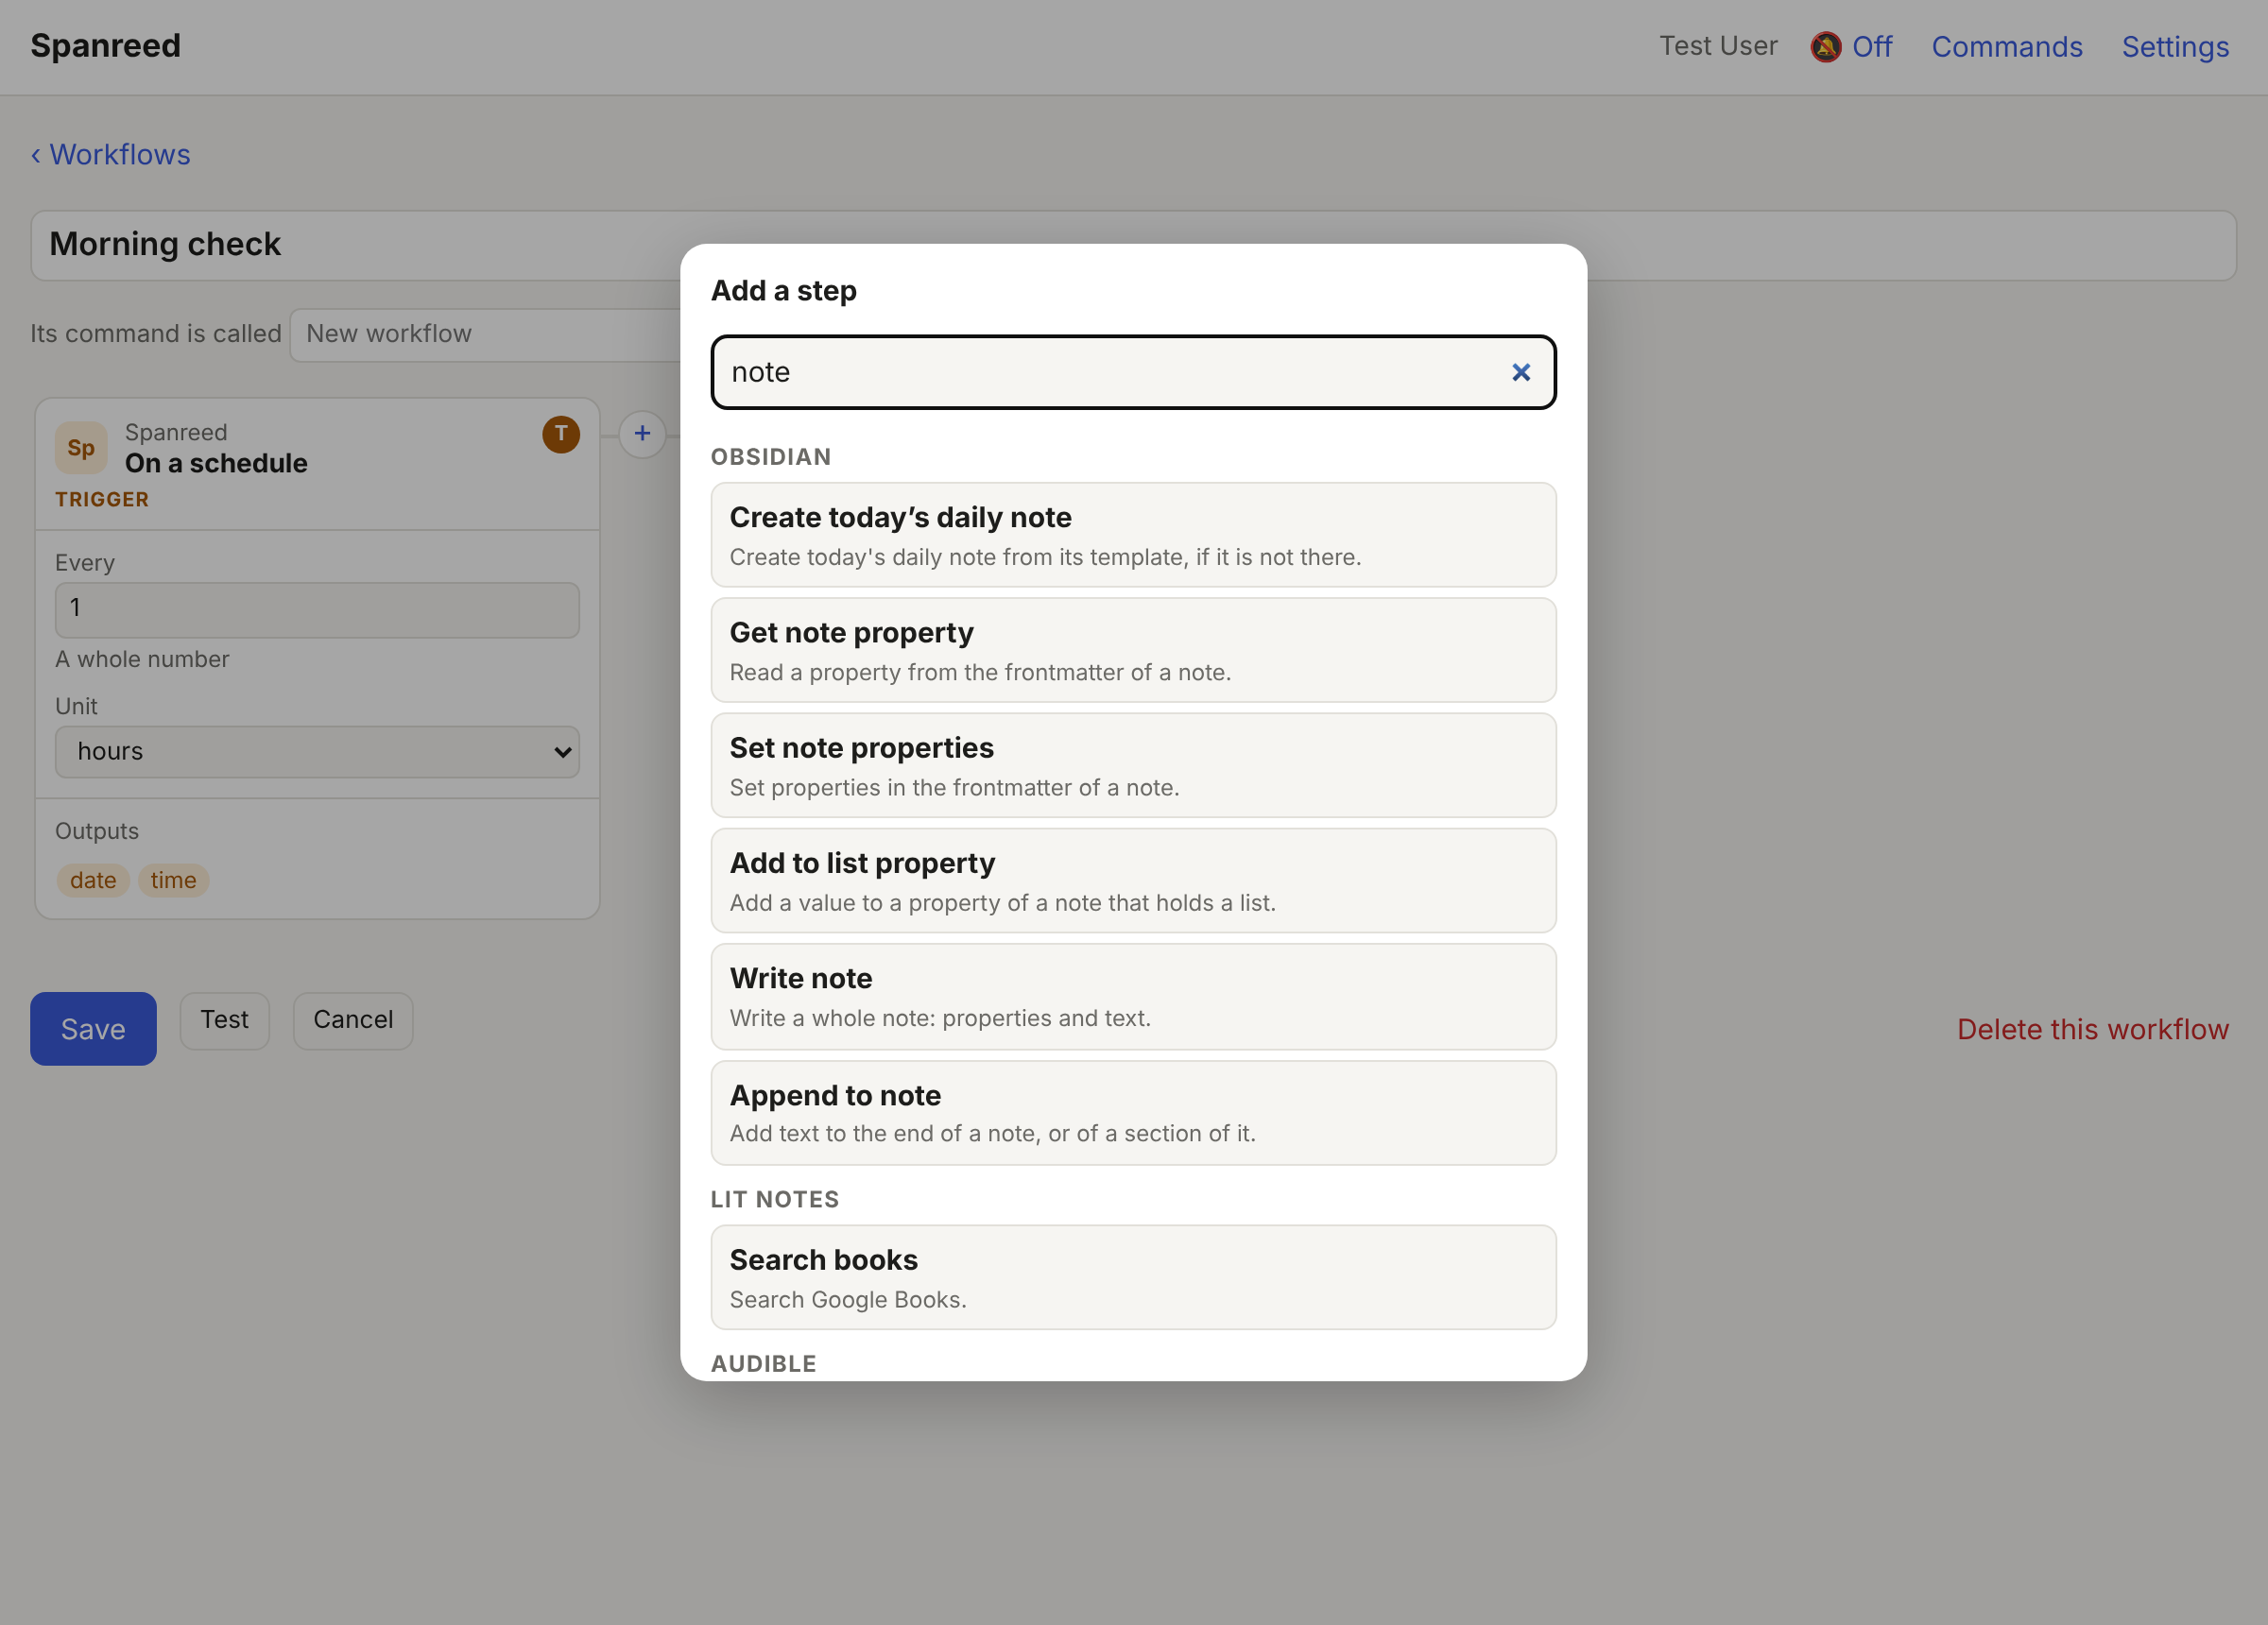 Spanreed
Test User
Off
Commands
Settings
‹ Workflows
Morning check
Its command is called
New workflow
Sp
Spanreed
On a schedule
T
TRIGGER
+
Every
1
A whole number
Unit
hours
Outputs
date
time
Save
Test
Cancel
Delete this workflow
Add a step
note
OBSIDIAN
Create today’s daily note
Create today's daily note from its template, if it is not there.
Get note property
Read a property from the frontmatter of a note.
Set note properties
Set properties in the frontmatter of a note.
Add to list property
Add a value to a property of a note that holds a list.
Write note
Write a whole note: properties and text.
Append to note
Add text to the end of a note, or of a section of it.
LIT NOTES
Search books
Search Google Books.
AUDIBLE